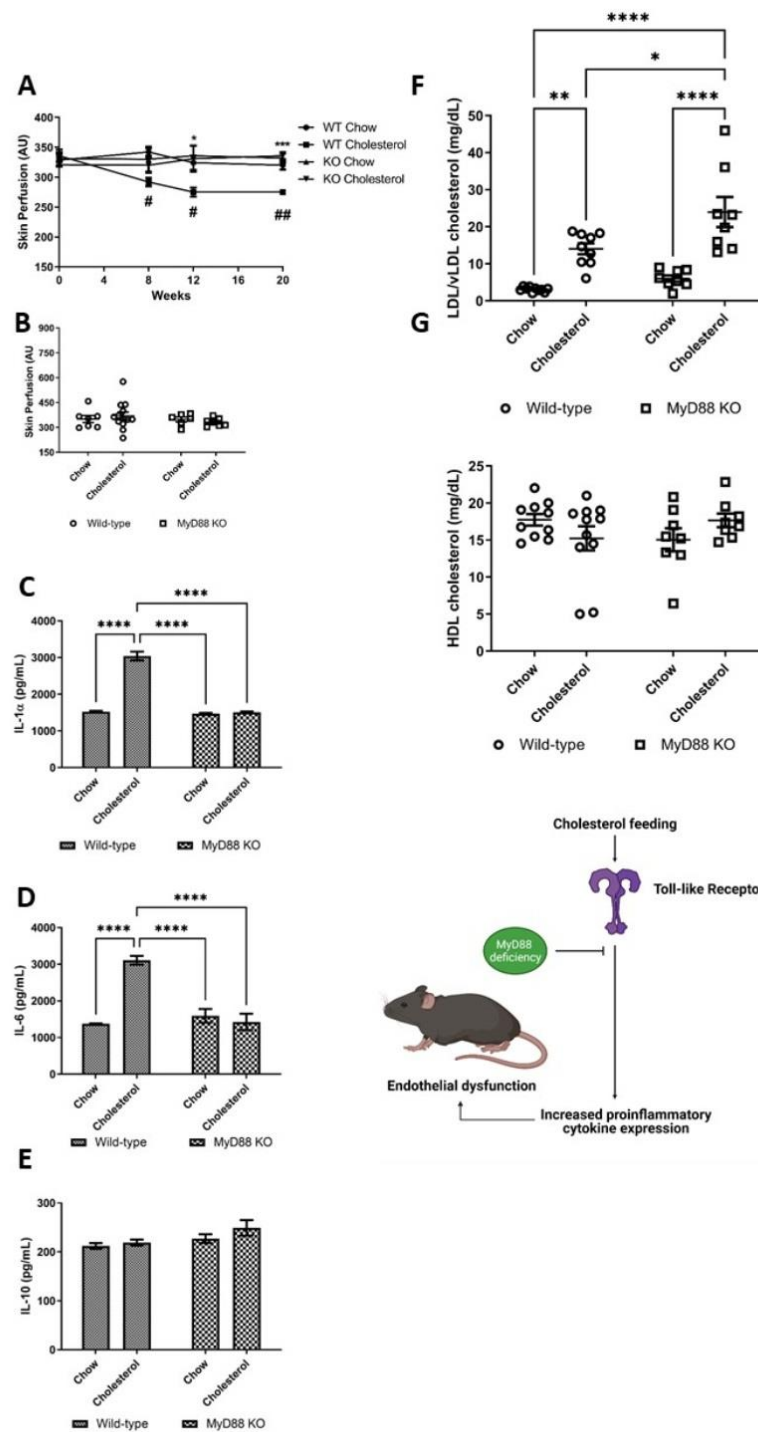 A
Skin Perfusion (AU)
350
300
250
200
150
0
4
8
12
16
20
Weeks
*
***
#
#
##
WT Chow
WT Cholesterol
KO Chow
KO Cholesterol
B
Skin Perfusion (AU
900
750
600
450
300
150
Chow
Cholesterol
Chow
Cholesterol
Wild-type
MyD88 KO
C
IL-1α (pg/mL)
4000
3000
2000
1000
0
****
****
****
Chow
Cholesterol
Chow
Cholesterol
Wild-type
MyD88 KO
D
IL-6 (pg/mL)
4000
3000
2000
1000
0
****
****
****
Chow
Cholesterol
Chow
Cholesterol
Wild-type
MyD88 KO
E
IL-10 (pg/mL)
300
200
100
0
Chow
Cholesterol
Chow
Cholesterol
Wild-type
MyD88 KO
F
LDL/vLDL cholesterol (mg/dL)
50
40
30
20
10
0
****
*
**
****
Chow
Cholesterol
Chow
Cholesterol
Wild-type
MyD88 KO
G
HDL cholesterol (mg/dL)
25
20
15
10
5
0
Chow
Cholesterol
Chow
Cholesterol
Wild-type
MyD88 KO
Cholesterol feeding
Toll-like Recepto
MyD88
deficiency
Endothelial dysfunction
Increased proinflammatory
cytokine expression